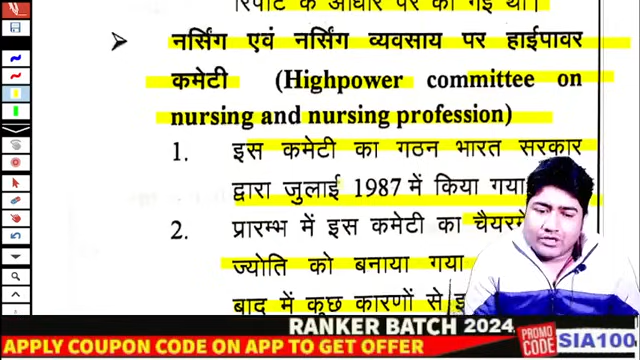 रिपोर्ट के आधार पर की गई थी।
नर्सिंग एवं नर्सिंग व्यवसाय पर हाईपावर
कमेटी (Highpower committee on
nursing and nursing profession)
1. इस कमेटी का गठन भारत सरकार
द्वारा जुलाई 1987 में किया गया
2. प्रारम्भ में इस कमेटी का
ज्योति को बनाया गया
बाद में कुछ कारणों से
RANKER BATCH 2024
APPLY COUPON CODE ON APP TO GET OFFER
PROMO
CODE
SIA100